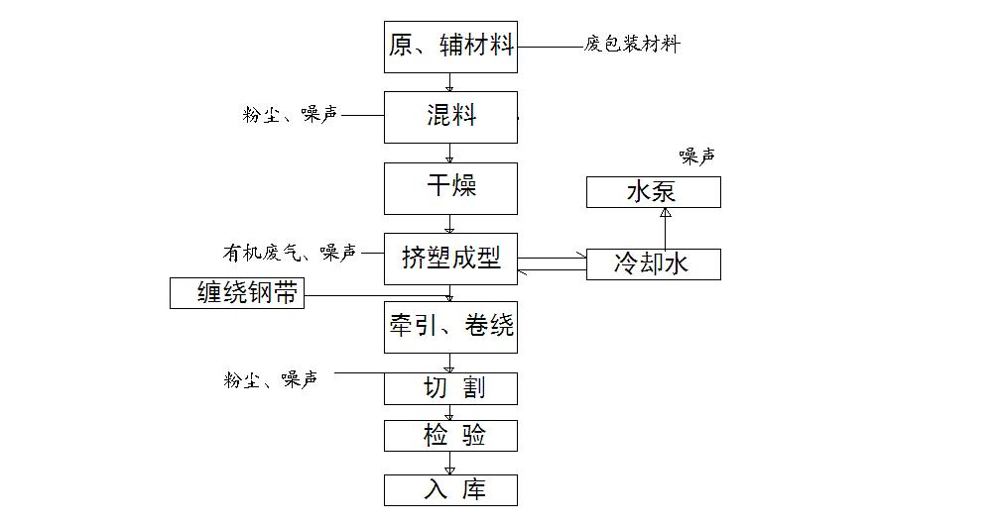 原、辅材料
废包装材料
粉尘、噪声
混料
噪声
干燥
水泵
有机废气、噪声
挤塑成型
冷却水
缠绕钢带
牵引、卷绕
粉尘、噪声
切 割
检 验
入 库